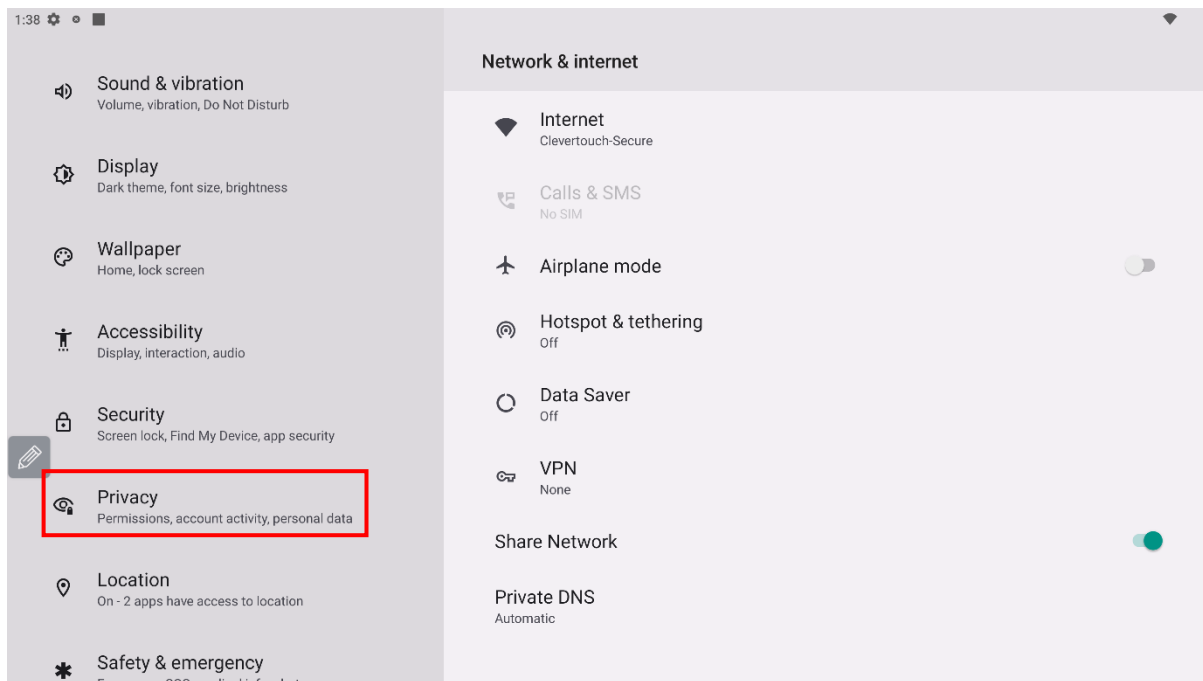 1:38
Sound & vibration
Volume, vibration, Do Not Disturb
Display
Dark theme, font size, brightness
Wallpaper
Home, lock screen
Accessibility
Display, interaction, audio
Security
Screen lock, Find My Device, app security
Privacy
Permissions, account activity, personal data
Location
On - 2 apps have access to location
Safety & emergency
Network & internet
Internet
Clevertouch-Secure
Calls & SMS
No SIM
Airplane mode
Hotspot & tethering
Off
Data Saver
Off
VPN
None
Share Network
Private DNS
Automatic